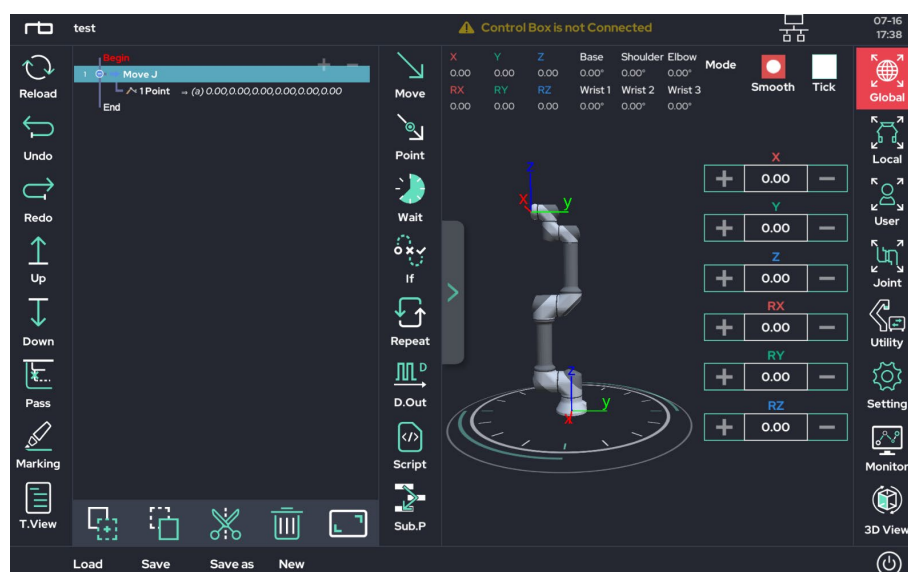 rb test Control Box is not Connected 07-16
17:38
Reload
Undo
Redo
Up
Down
Pass
Marking
T.View
Begin
1 Move J
1 Point → (a) 0.00,0.00,0.00,0.00,0.00,0.00
End
Move
Point
Wait
If
Repeat
D
D.Out
Script
Sub.P
X Y Z Base Shoulder Elbow
0.00 0.00 0.00 0.00° 0.00° 0.00°
RX RY RZ Wrist 1 Wrist 2 Wrist 3
0.00 0.00 0.00 0.00° 0.00° 0.00°
Mode Smooth Tick
z
x y
z
y
x
X
0.00
Y
0.00
Z
0.00
RX
0.00
RY
0.00
RZ
0.00
Global
Local
User
Joint
Utility
Setting
Monitor
3D View
Load Save Save as New